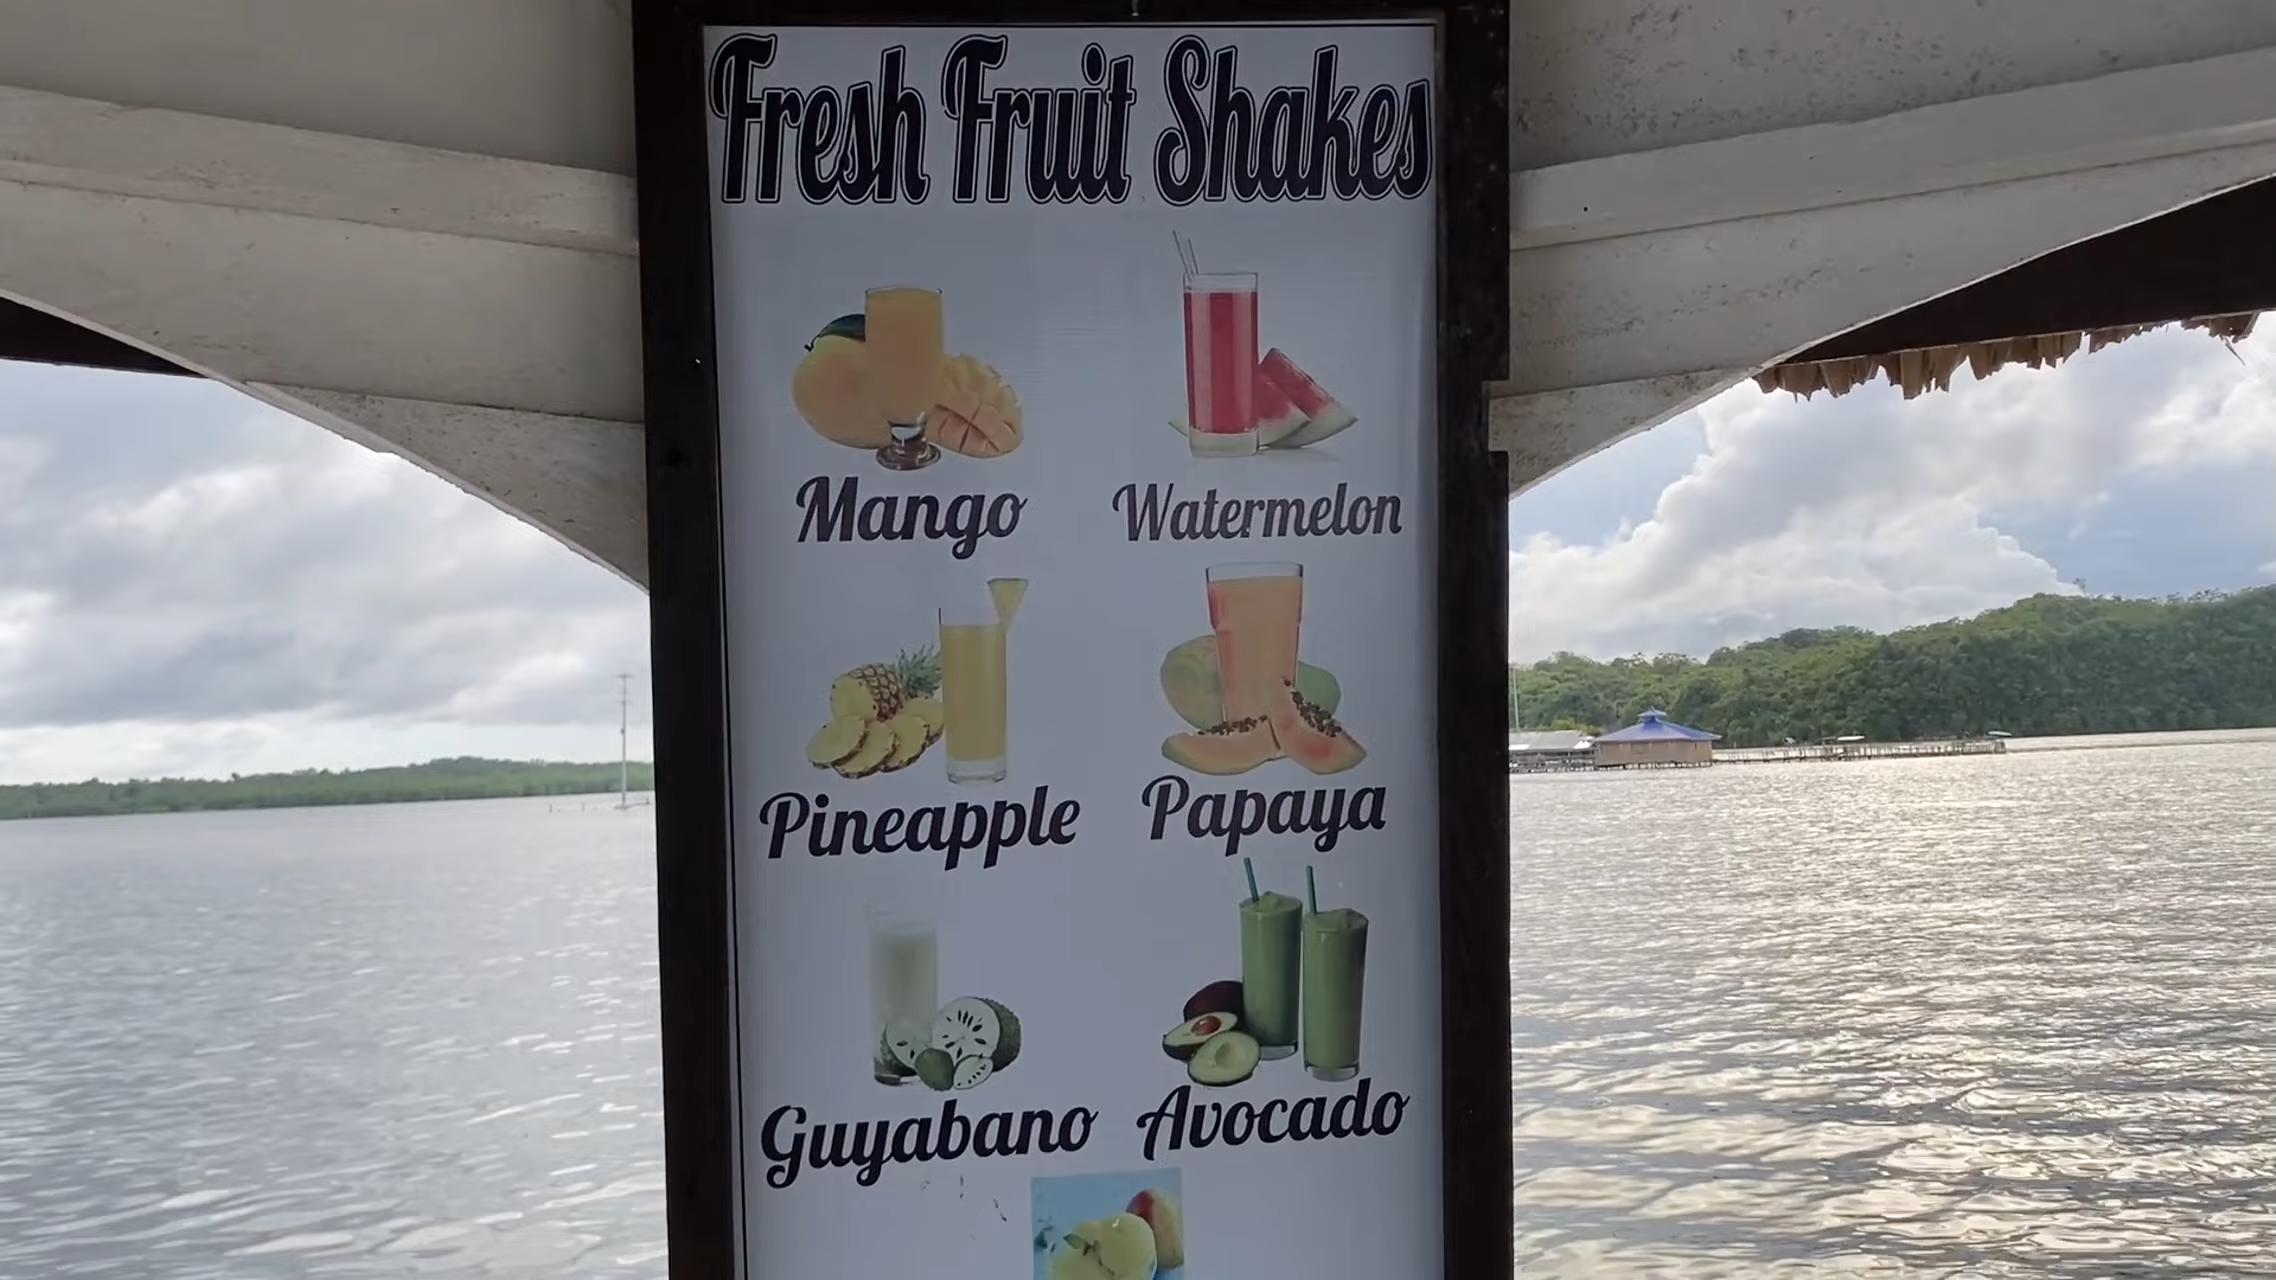 Fresh Fruit Shakes
Mango Watermelon
Pineapple Papaya
Guyabano Avocado